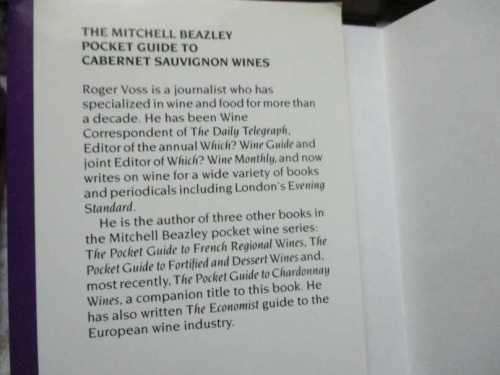 THE MITCHELL BEAZLEY
POCKET GUIDE TO
CABERNET SAUVIGNON WINES
Roger Voss is a journalist who has
specialized in wine and food for more than
a decade. He has been Wine
Correspondent of The Daily Telegraph,
Editor of the annual Which? Wine Guide and
joint Editor of Which? Wine Monthly, and now
writes on wine for a wide variety of books
and periodicals including London's Evening
Standard.
He is the author of three other books in
the Mitchell Beazley pocket wine series:
The Pocket Guide to French Regional Wines, The
Pocket Guide to Fortified and Dessert Wines and,
most recently, The Pocket Guide to Chardonnay
Wines, a companion title to this book. He
has also written The Economist guide to the
European wine industry.